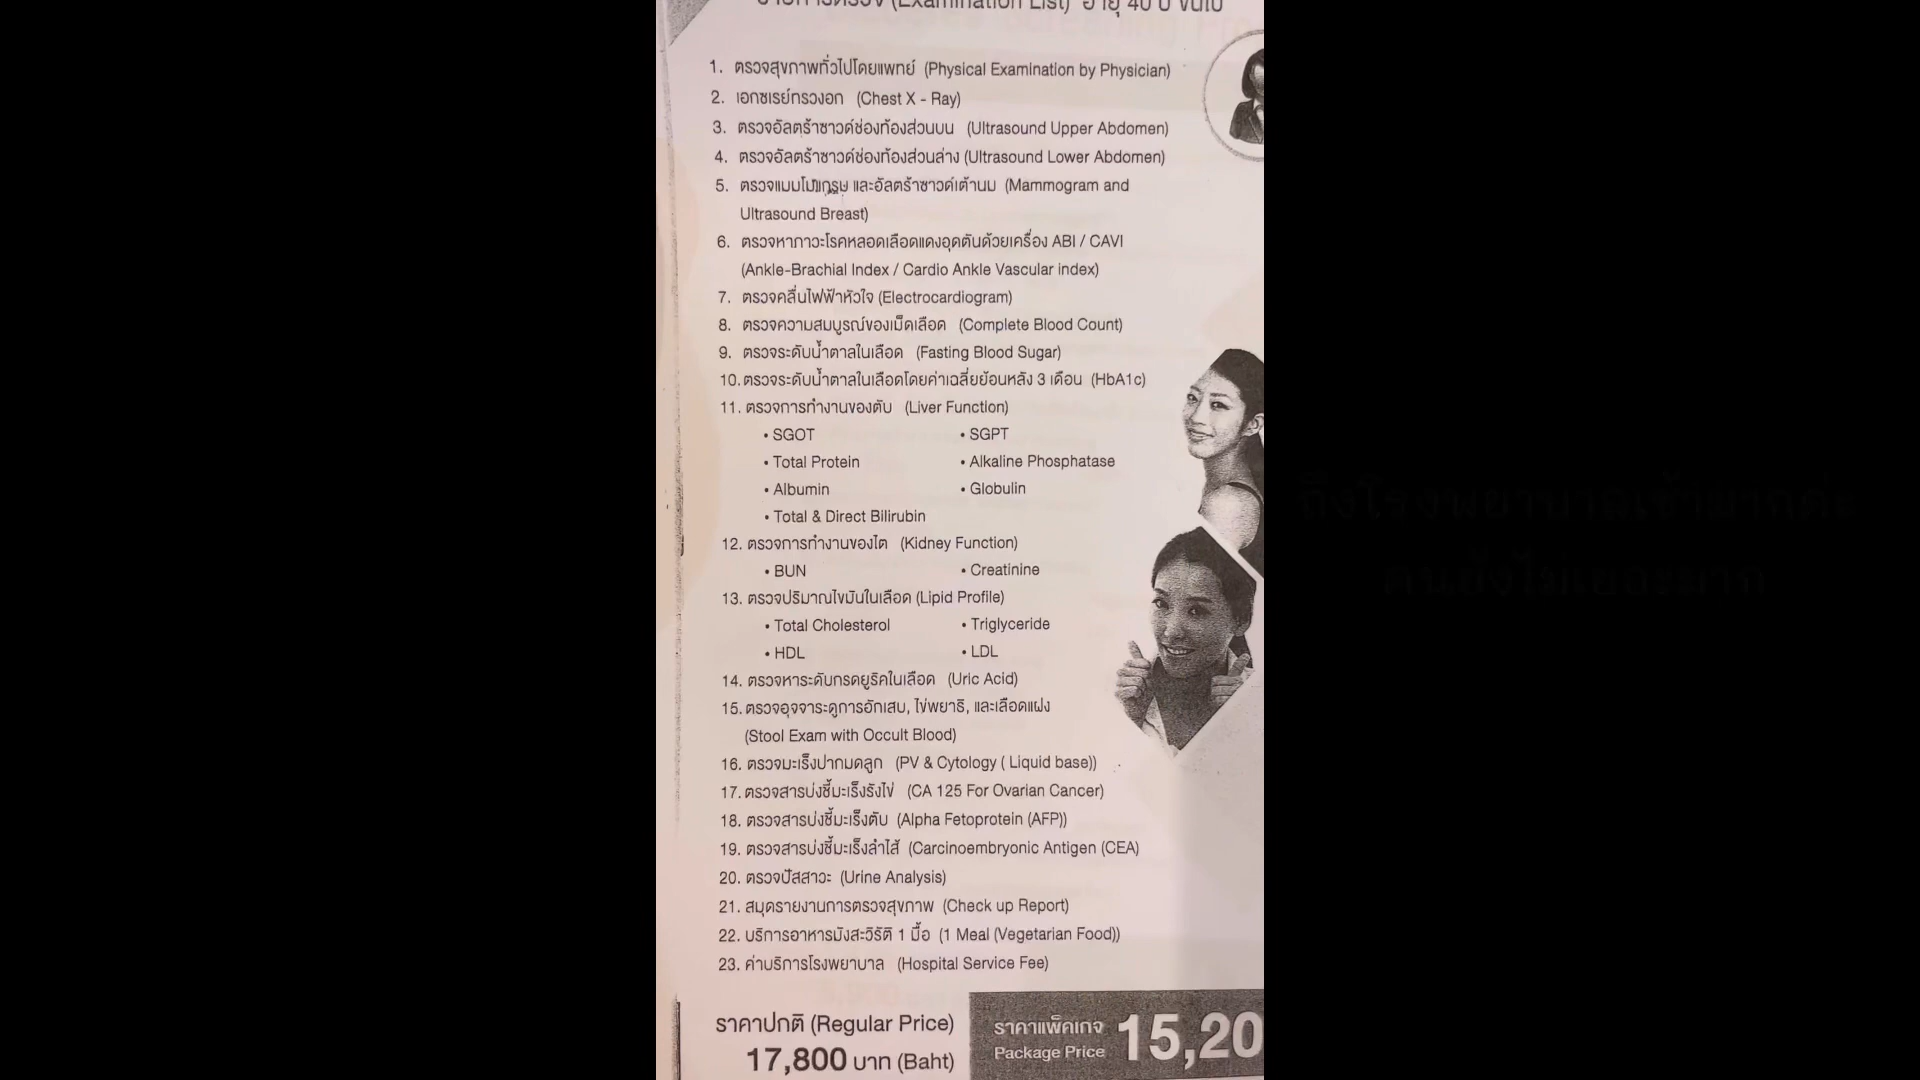 (Examination List) อายุ 40 ปี ขึ้นไป
1. ตรวจสุขภาพทั่วไปโดยแพทย์ (Physical Examination by Physician)
2. เอกซเรย์ทรวงอก (Chest X - Ray)
3. ตรวจอัลตร้าซาวด์ช่องท้องส่วนบน (Ultrasound Upper Abdomen)
4. ตรวจอัลตร้าซาวด์ช่องท้องส่วนล่าง (Ultrasound Lower Abdomen)
5. และอัลตร้าซาวด์เต้านม (Mammogram and
Ultrasound Breast)
6. ตรวจหาภาวะโรคหลอดเลือดแดงอุดตันด้วยเครื่อง ABI / CAVI
(Ankle-Brachial Index / Cardio Ankle Vascular index)
7. ตรวจคลื่นไฟฟ้าหัวใจ (Electrocardiogram)
8. ตรวจความสมบูรณ์ของเม็ดเลือด (Complete Blood Count)
9. ตรวจระดับน้ำตาลในเลือด (Fasting Blood Sugar)
10. ตรวจระดับน้ำตาลในเลือดโดยค่าเฉลี่ยย้อนหลัง 3 เดือน (HbA1c)
11. ตรวจการทำงานของตับ (Liver Function)
• SGOT • SGPT
• Total Protein • Alkaline Phosphatase
• Albumin • Globulin
• Total & Direct Bilirubin
12. ตรวจการทำงานของไต (Kidney Function)
• BUN • Creatinine
13. ตรวจปริมาณไขมันในเลือด (Lipid Profile)
• Total Cholesterol • Triglyceride
• HDL • LDL
14. ตรวจหาระดับกรดยูริคในเลือด (Uric Acid)
15. ตรวจอุจจาระดูการอักเสบ, ไข่พยาธิ, และเลือดแฝง
(Stool Exam with Occult Blood)
16. ตรวจมะเร็งปากมดลูก (PV & Cytology ( Liquid base))
17. ตรวจสารบ่งชี้มะเร็งรังไข่ (CA 125 For Ovarian Cancer)
18. ตรวจสารบ่งชี้มะเร็งตับ (Alpha Fetoprotein (AFP))
19. ตรวจสารบ่งชี้มะเร็งลำไส้ (Carcinoembryonic Antigen (CEA)
20. ตรวจปัสสาวะ (Urine Analysis)
21. สมุดรายงานการตรวจสุขภาพ (Check up Report)
22. บริการอาหารมังสะวิรัติ 1 มื้อ (1 Meal (Vegetarian Food))
23. ค่าบริการโรงพยาบาล (Hospital Service Fee)
ราคาปกติ (Regular Price)
17,800 บาท (Baht)
ราคาแพ็คเกจ
Package Price
15,20